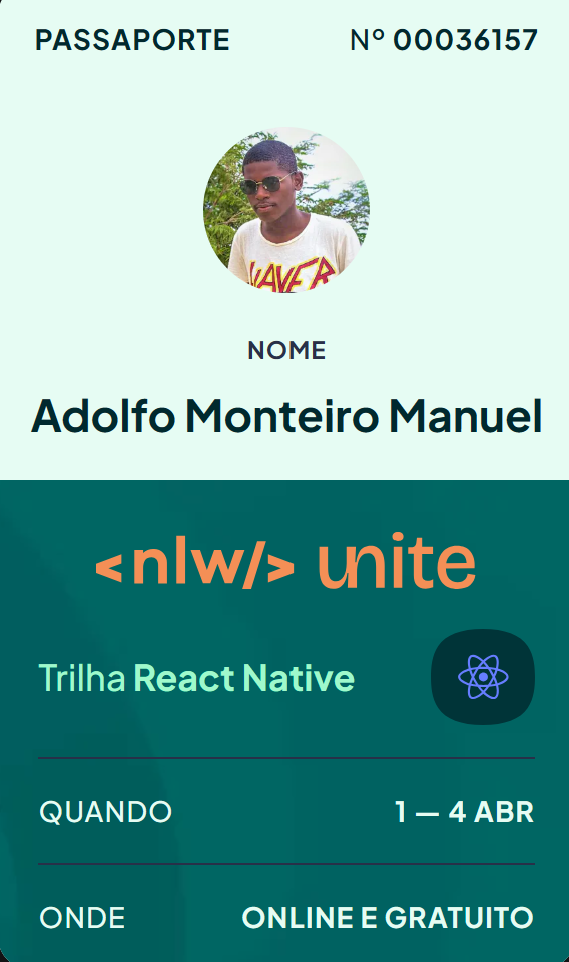 PASSAPORTE Nº 00036157
WAVER
NOME
Adolfo Monteiro Manuel
<nlw/> unite
Trilha React Native
QUANDO 1 — 4 ABR
ONDE ONLINE E GRATUITO